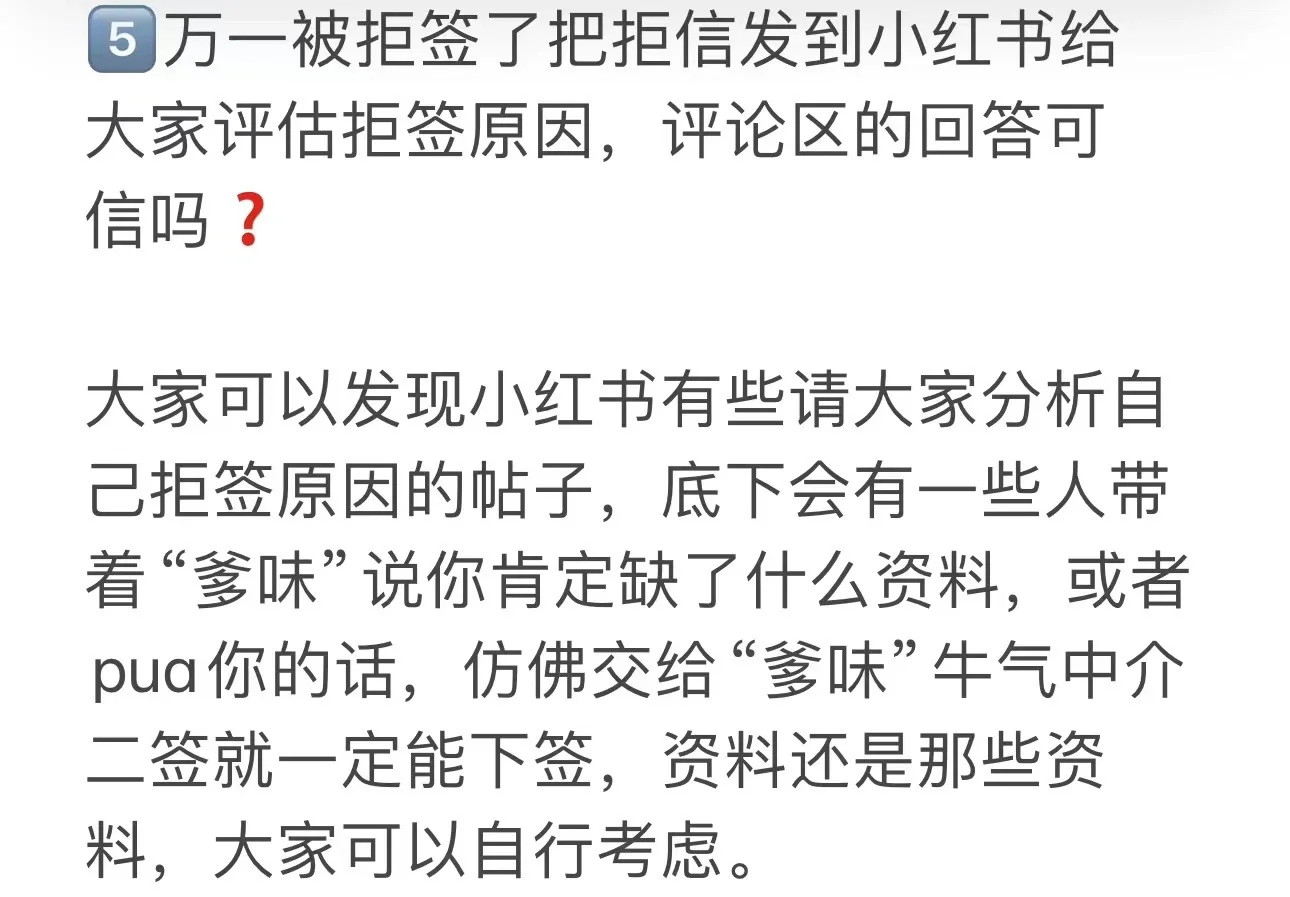 5️⃣万一被拒签了把拒信发到小红书给
大家评估拒签原因，评论区的回答可
信吗❓
大家可以发现小红书有些请大家分析自
己拒签原因的帖子，底下会有一些人带
着“爹味”说你肯定缺了什么资料，或者
pua你的话，仿佛交给“爹味”牛气中介
二签就一定能下签，资料还是那些资
料，大家可以自行考虑。